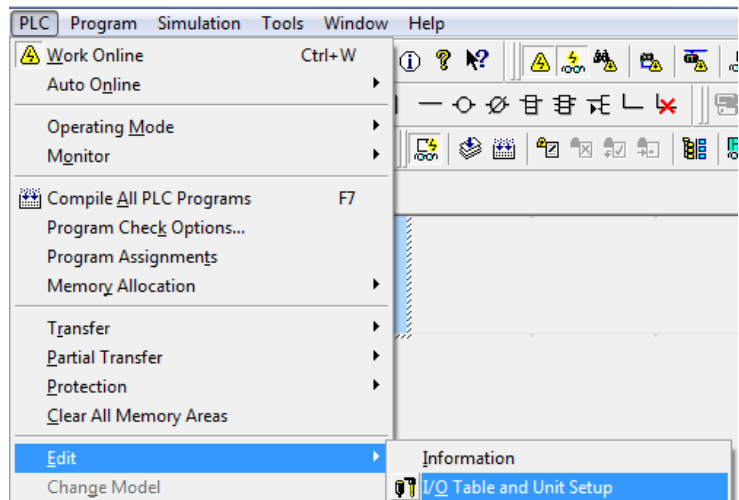 PLC Program Simulation Tools Window Help
Work Online Ctrl+W
Auto Online
Operating Mode
Monitor
Compile All PLC Programs F7
Program Check Options...
Program Assignments
Memory Allocation
Transfer
Partial Transfer
Protection
Clear All Memory Areas
Edit
Information
Change Model
I/O Table and Unit Setup